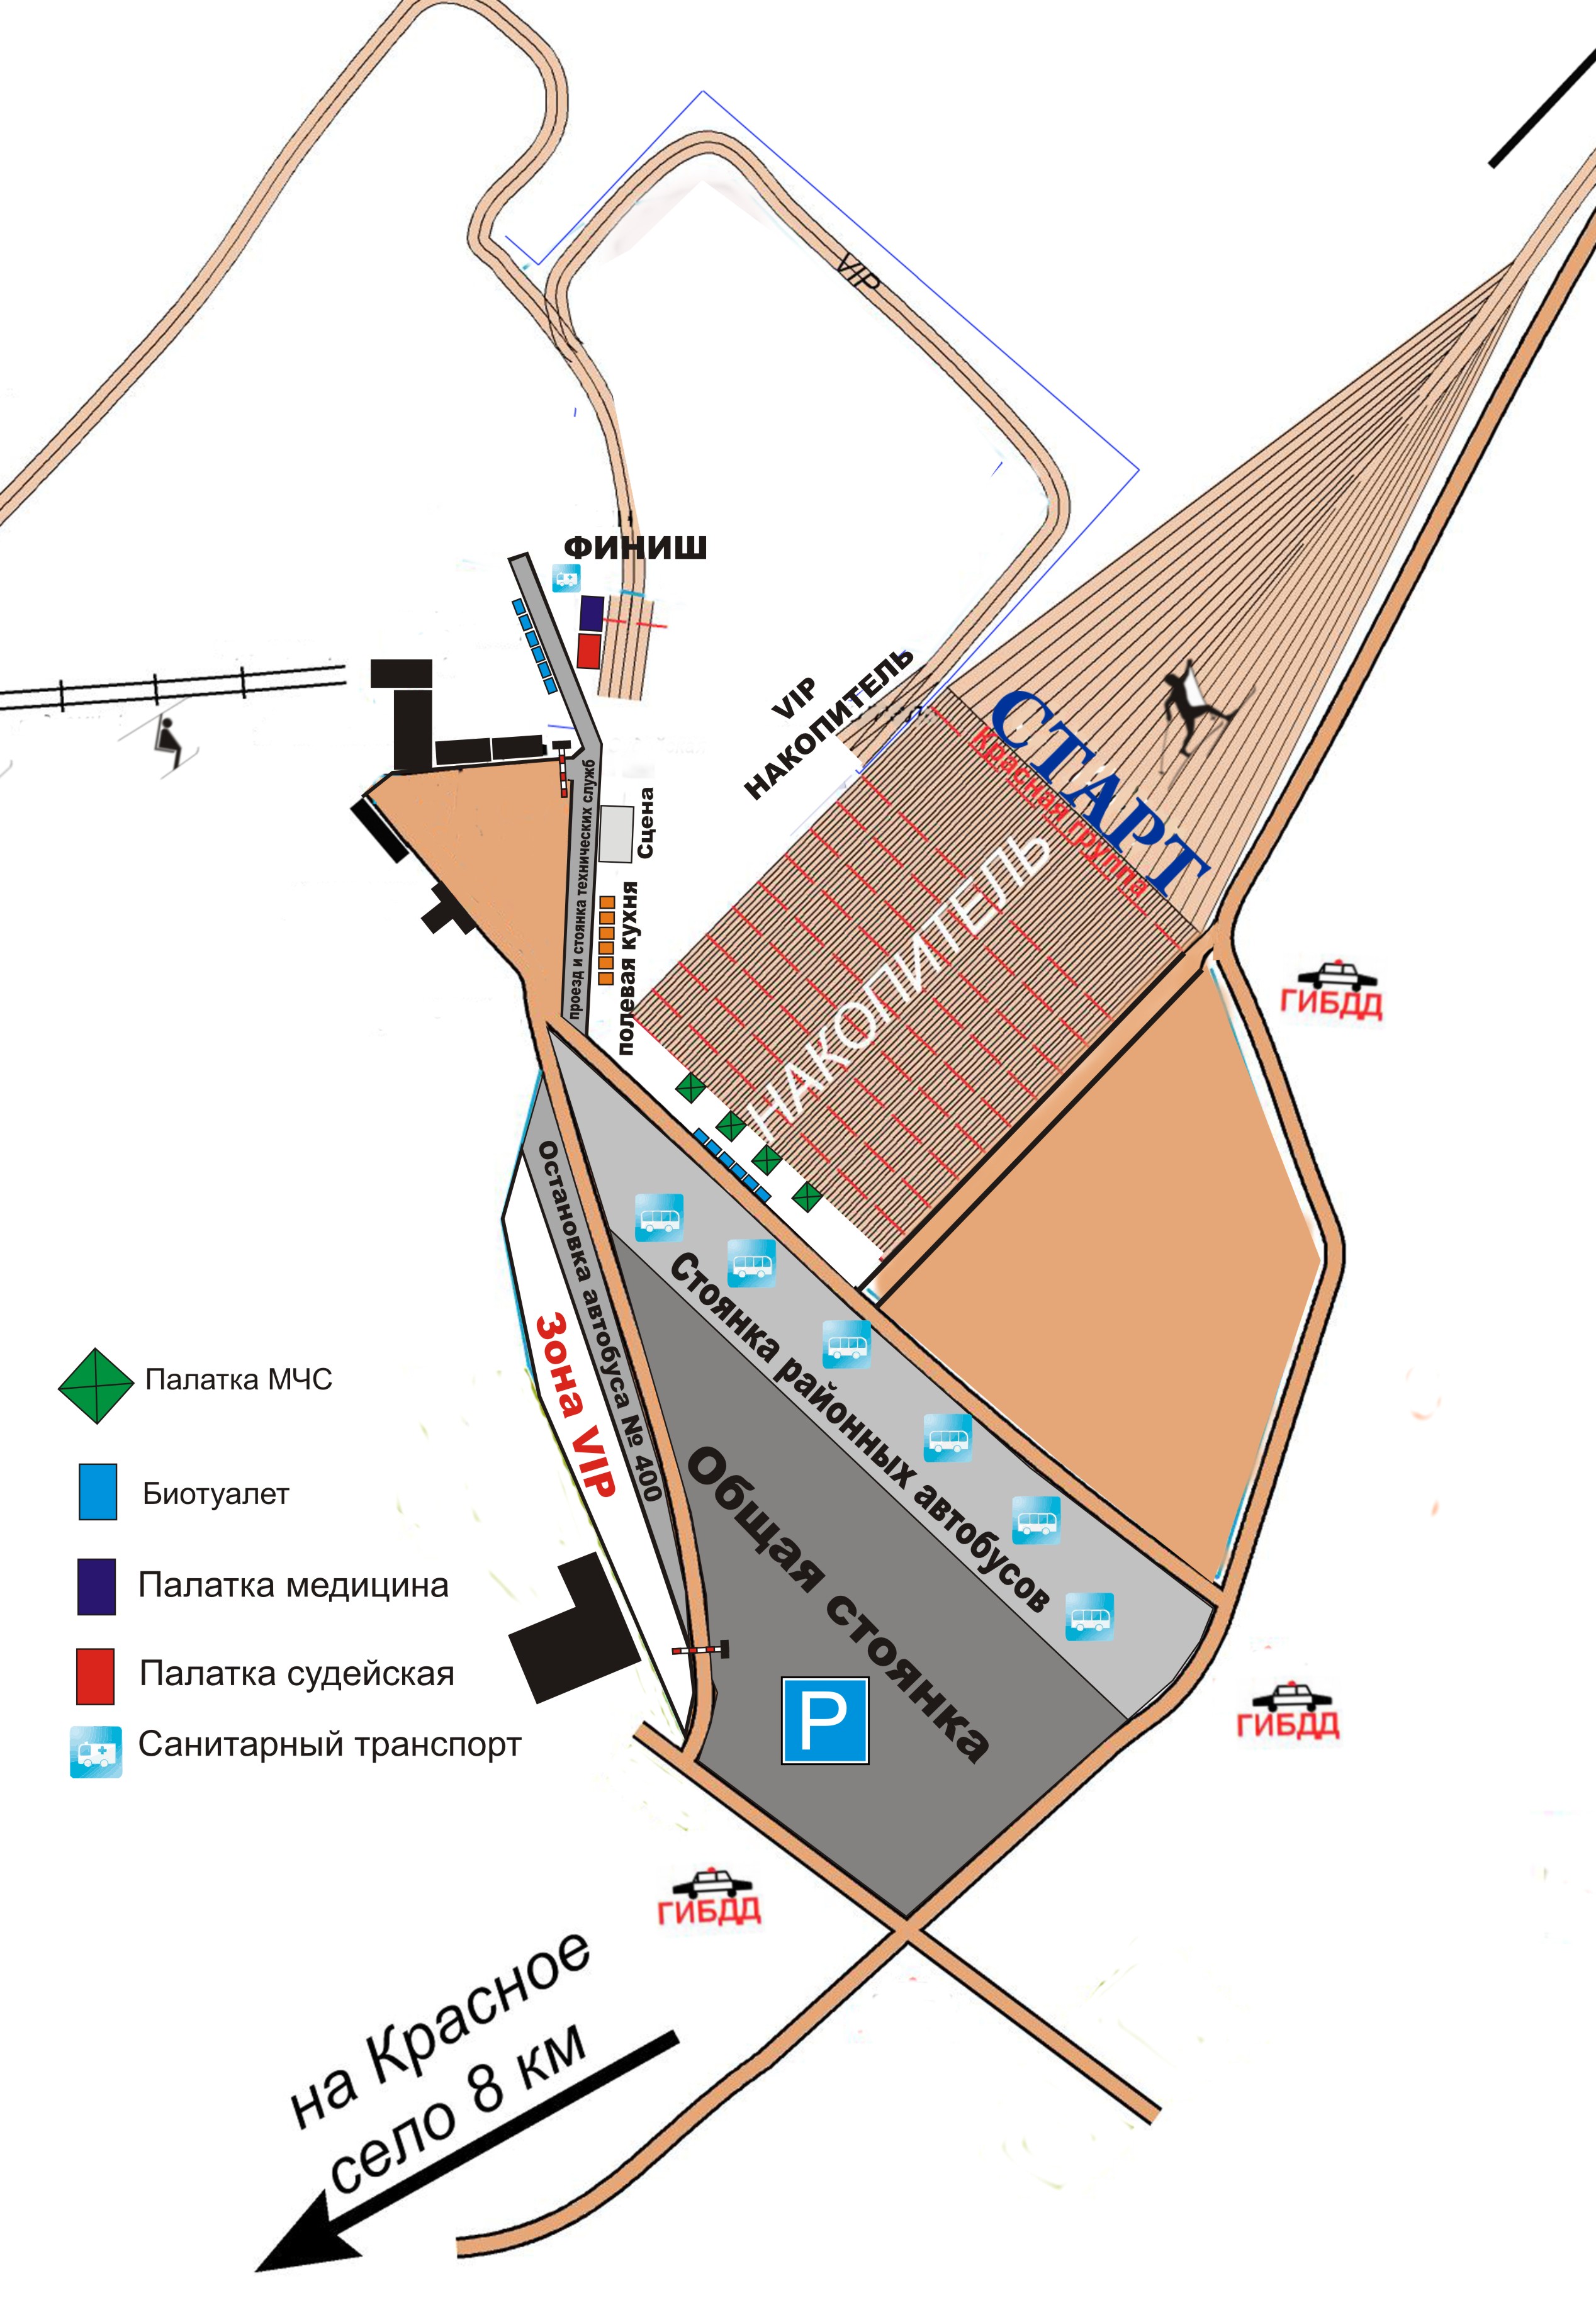 VIP
ФИНИШ
VIP
НАКОПИТЕЛЬ
СТАРТ
Красная группа
НАКОПИТЕЛЬ
проезд и стоянка технических служб
Сцена
полевая кухня
ГИБДД
Остановка автобуса № 400
Зона VIP
Стоянка районных автобусов
Общая стоянка
P
ГИБДД
ГИБДД
Палатка МЧС
Биотуалет
Палатка медицина
Палатка судейская
Санитарный транспорт
на Красное
село 8 км